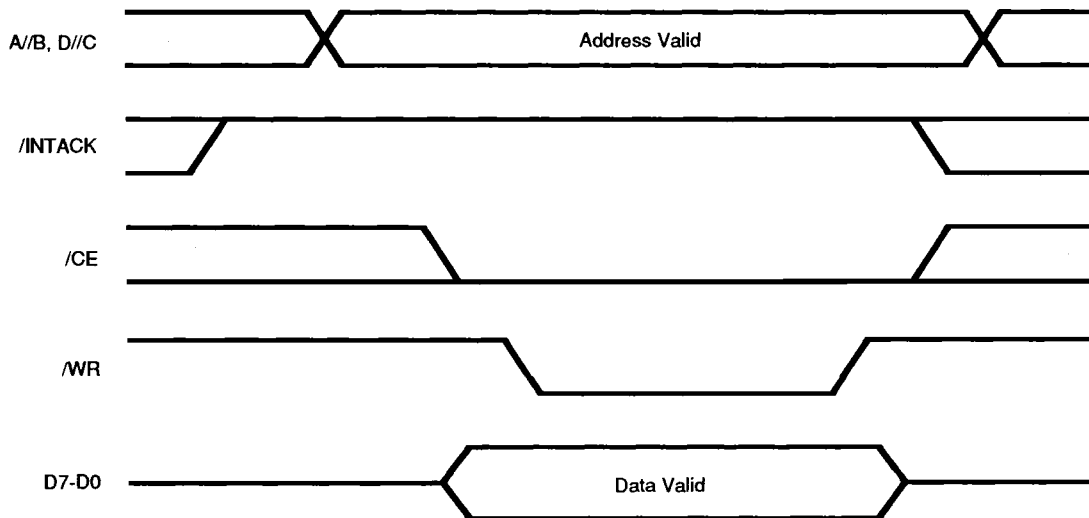 A//B, D//C
Address Valid
/INTACK
/CE
/WR
D7-D0
Data Valid